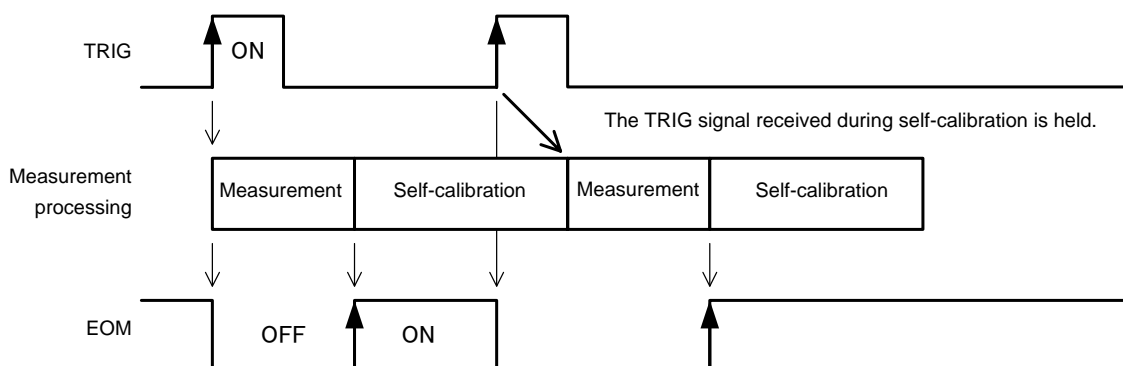 TRIG
ON
The TRIG signal received during self-calibration is held.
Measurement
processing
Measurement
Self-calibration
Measurement
Self-calibration
EOM
OFF
ON